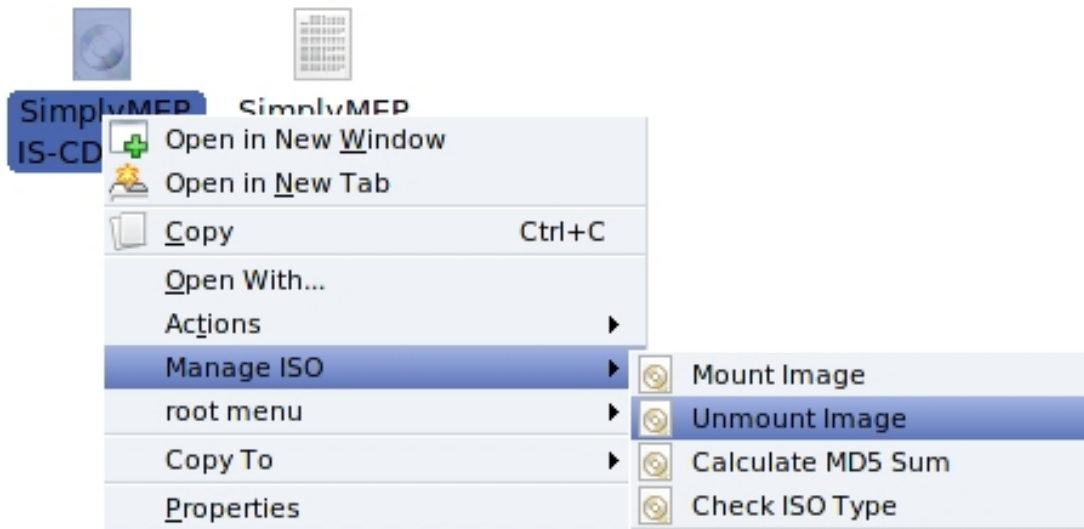 SimplyMEP SimplyMEP
IS-CD
Open in New Window
Open in New Tab
Copy Ctrl+C
Open With...
Actions
Manage ISO
Mount Image
root menu
Unmount Image
Copy To
Calculate MD5 Sum
Properties
Check ISO Type